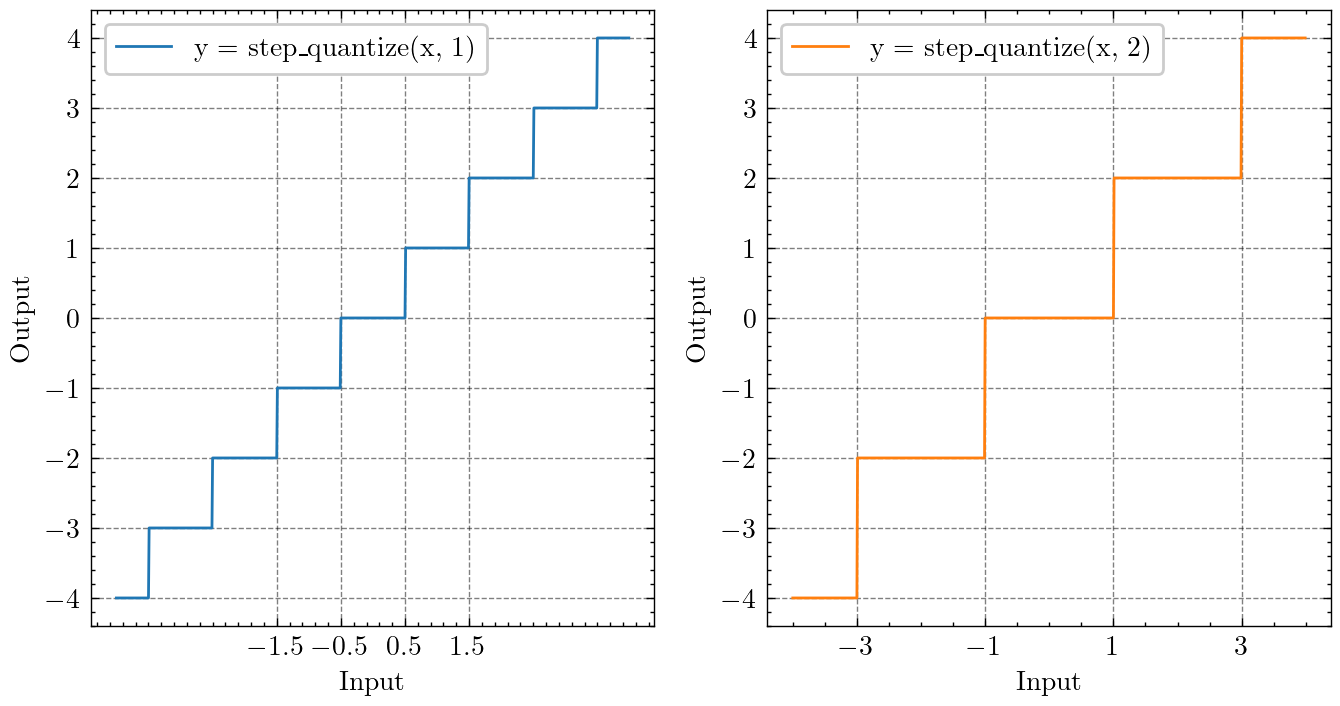 y = step_quantize(x, 1)
4
3
2
1
0
−1
−2
−3
−4
Output
−1.5 −0.5 0.5 1.5
Input
y = step_quantize(x, 2)
4
3
2
1
0
−1
−2
−3
−4
Output
−3 −1 1 3
Input